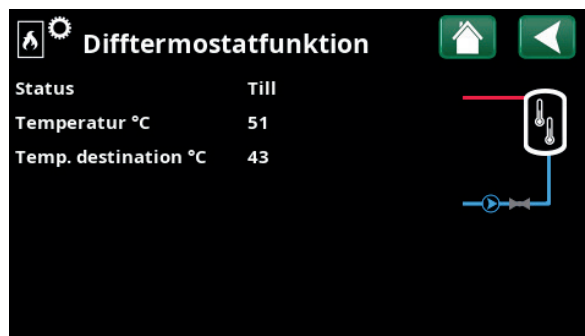 Difftermostatfunktion
Status Till
Temperatur °C 51
Temp. destination °C 43